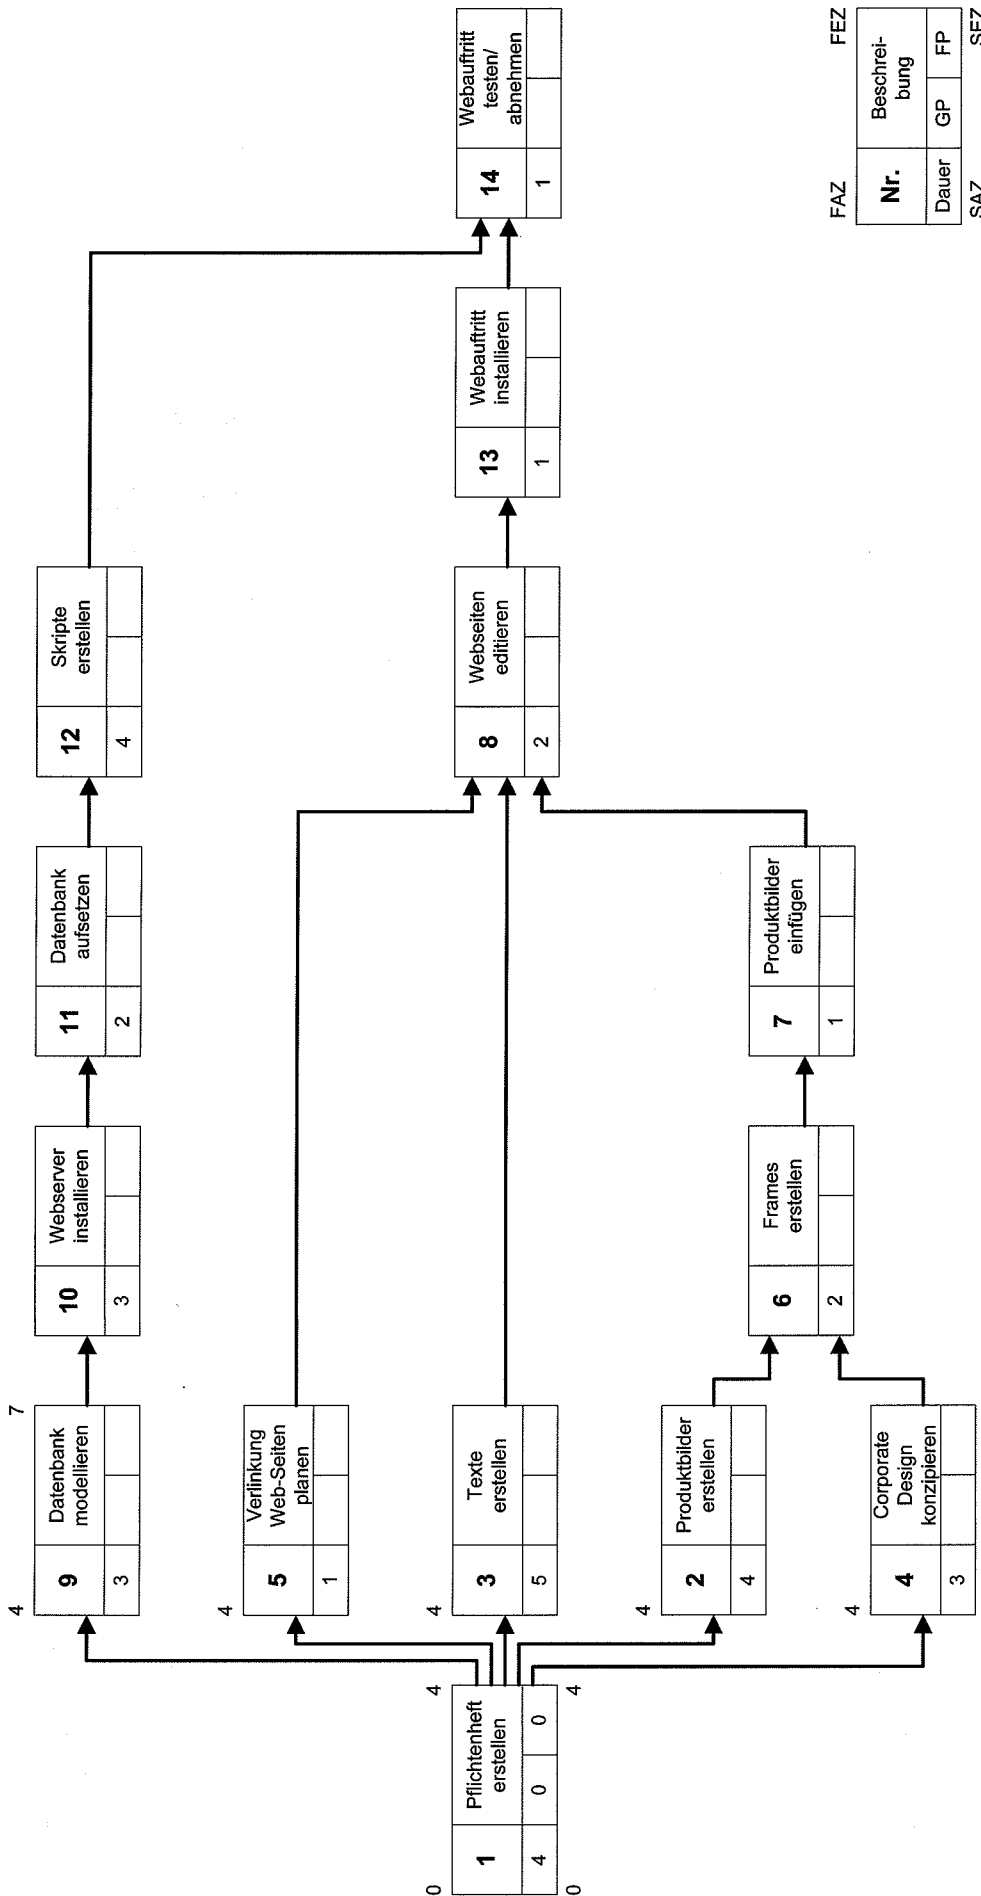 4
7
9
Datenbank
modellieren
3
10
Webserver
installieren
3
11
Datenbank
aufsetzen
2
12
Skripte
erstellen
4
4
5
Verlinkung
Web-Seiten
planen
1
0
4
1
Pflichtenheft
erstellen
4
0
0
0
4
4
3
Texte
erstellen
5
8
Webseiten
editieren
2
13
Webauftritt
installieren
1
14
Webauftritt
testen/
abnehmen
1
4
2
Produktbilder
erstellen
4
6
Frames
erstellen
2
7
Produktbilder
einfügen
1
4
4
Corporate
Design
konzipieren
3
FAZ
FEZ
Nr.
Beschrei-
bung
Dauer
GP
FP
SAZ
SEZ